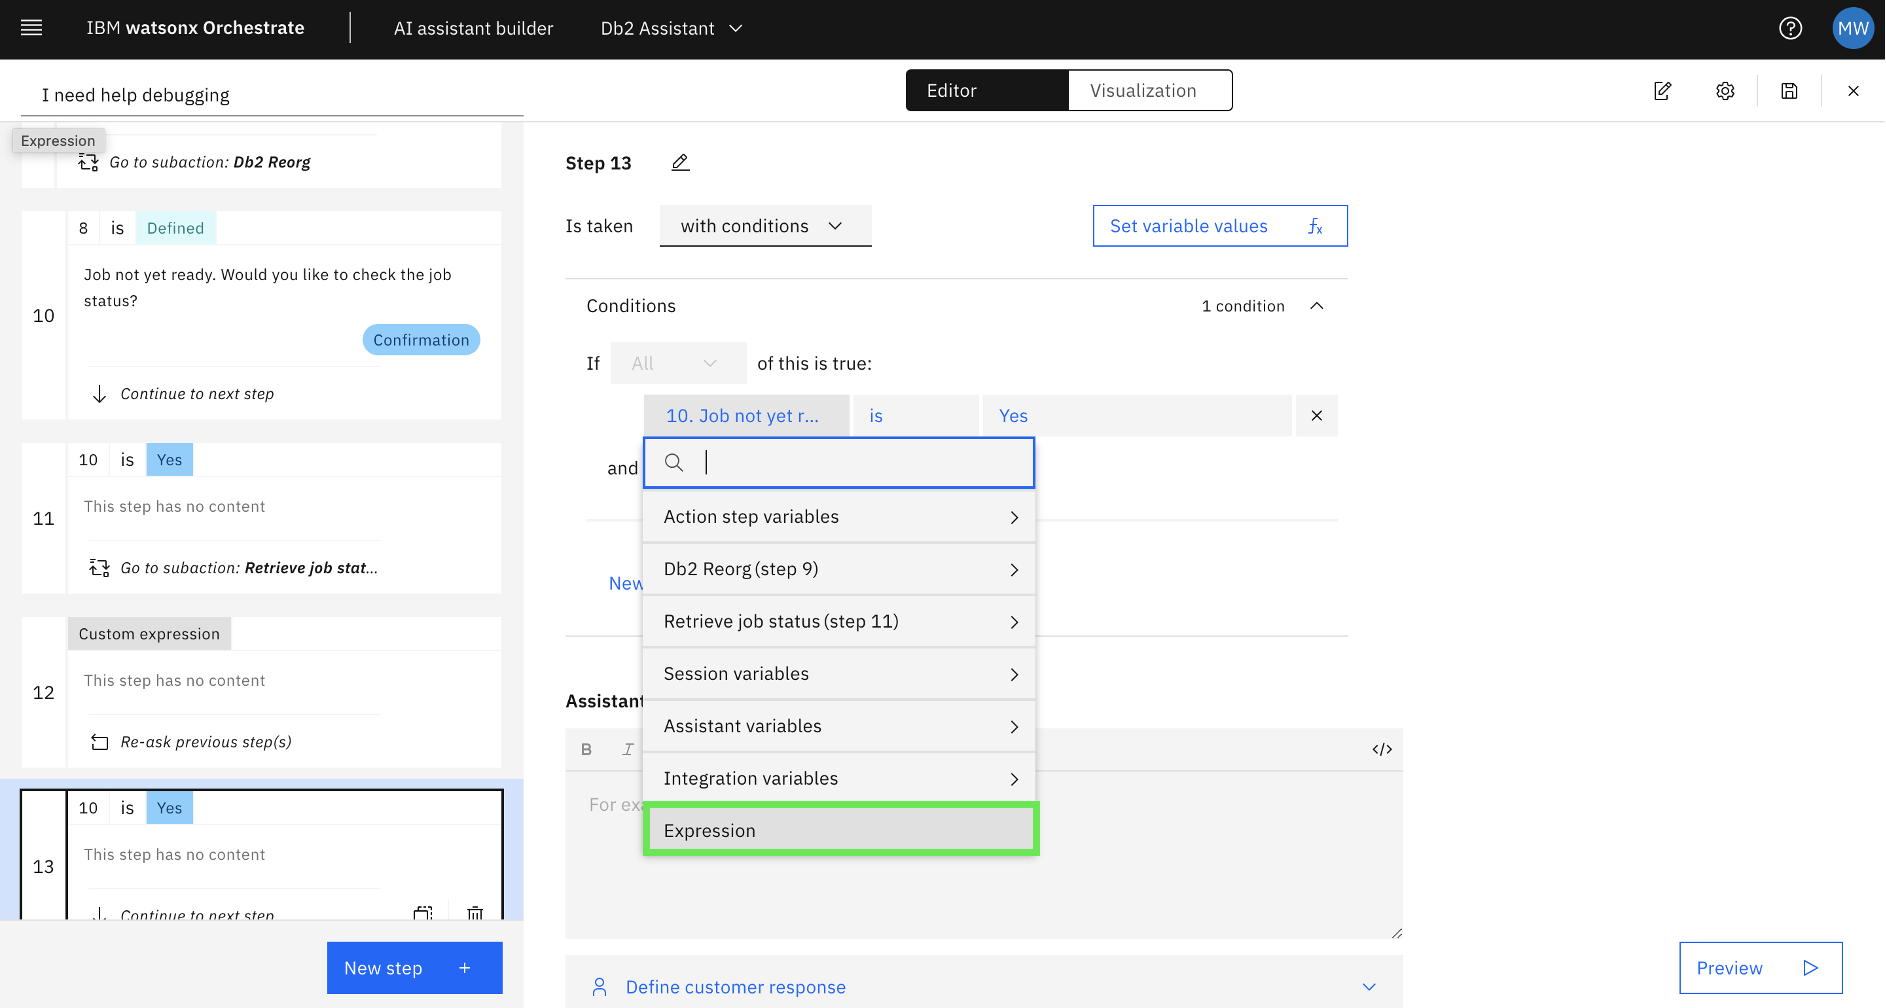 IBM watsonx Orchestrate
AI assistant builder
Db2 Assistant
MW
I need help debugging
Editor
Visualization
Expression
Go to subaction: Db2 Reorg
8 is Defined
10
Job not yet ready. Would you like to check the job
status?
Confirmation
Continue to next step
10 is Yes
11
This step has no content
Go to subaction: Retrieve job stat...
Custom expression
12
This step has no content
Re-ask previous step(s)
10 is Yes
13
This step has no content
Continue to next step
New step +
Step 13
Is taken
with conditions
Set variable values fx
Conditions
1 condition
If All of this is true:
10. Job not yet r... is Yes
and
Action step variables
Db2 Reorg (step 9)
New
Retrieve job status (step 11)
Session variables
Assistant
Assistant variables
B I
</>
Integration variables
For exa
Expression
Define customer response
Preview